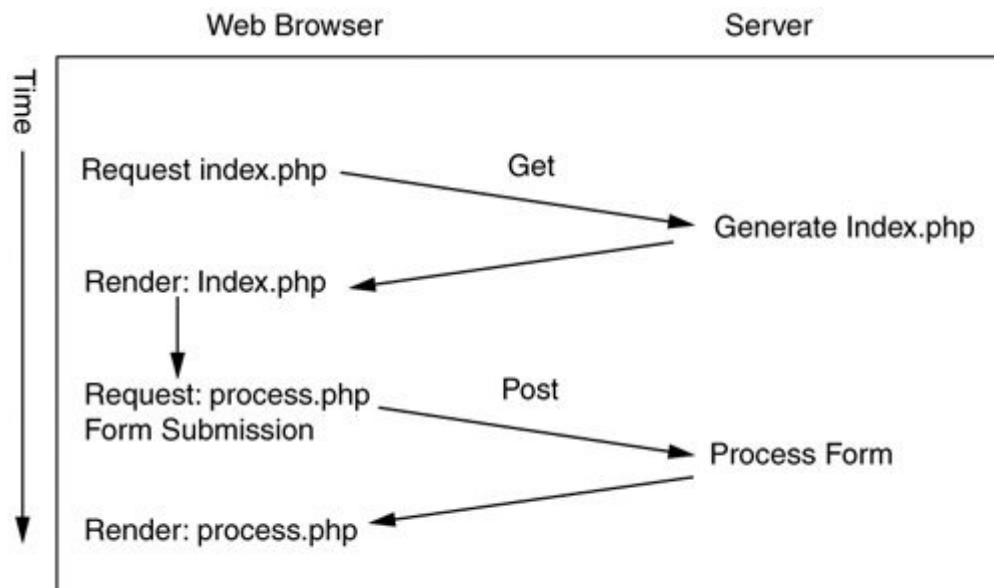 Web Browser
Server
Time
Request index.php
Get
Generate Index.php
Render: Index.php
Request: process.php
Form Submission
Post
Process Form
Render: process.php